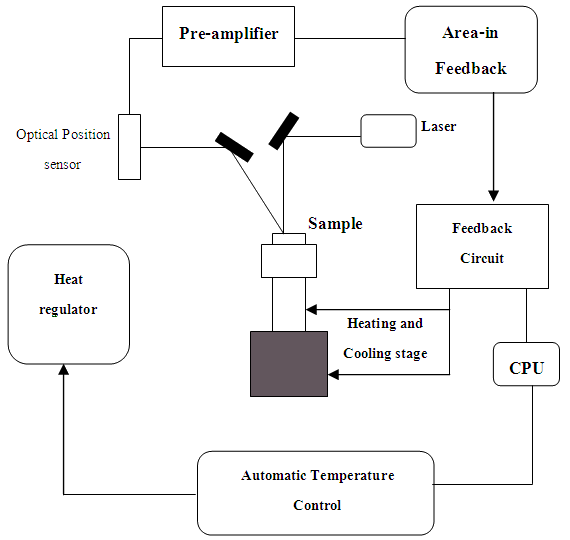 Pre-amplifier
Area-in
Feedback
Optical Position
sensor
Laser
Sample
Feedback
Circuit
Heat
regulator
Heating and
Cooling stage
CPU
Automatic Temperature
Control